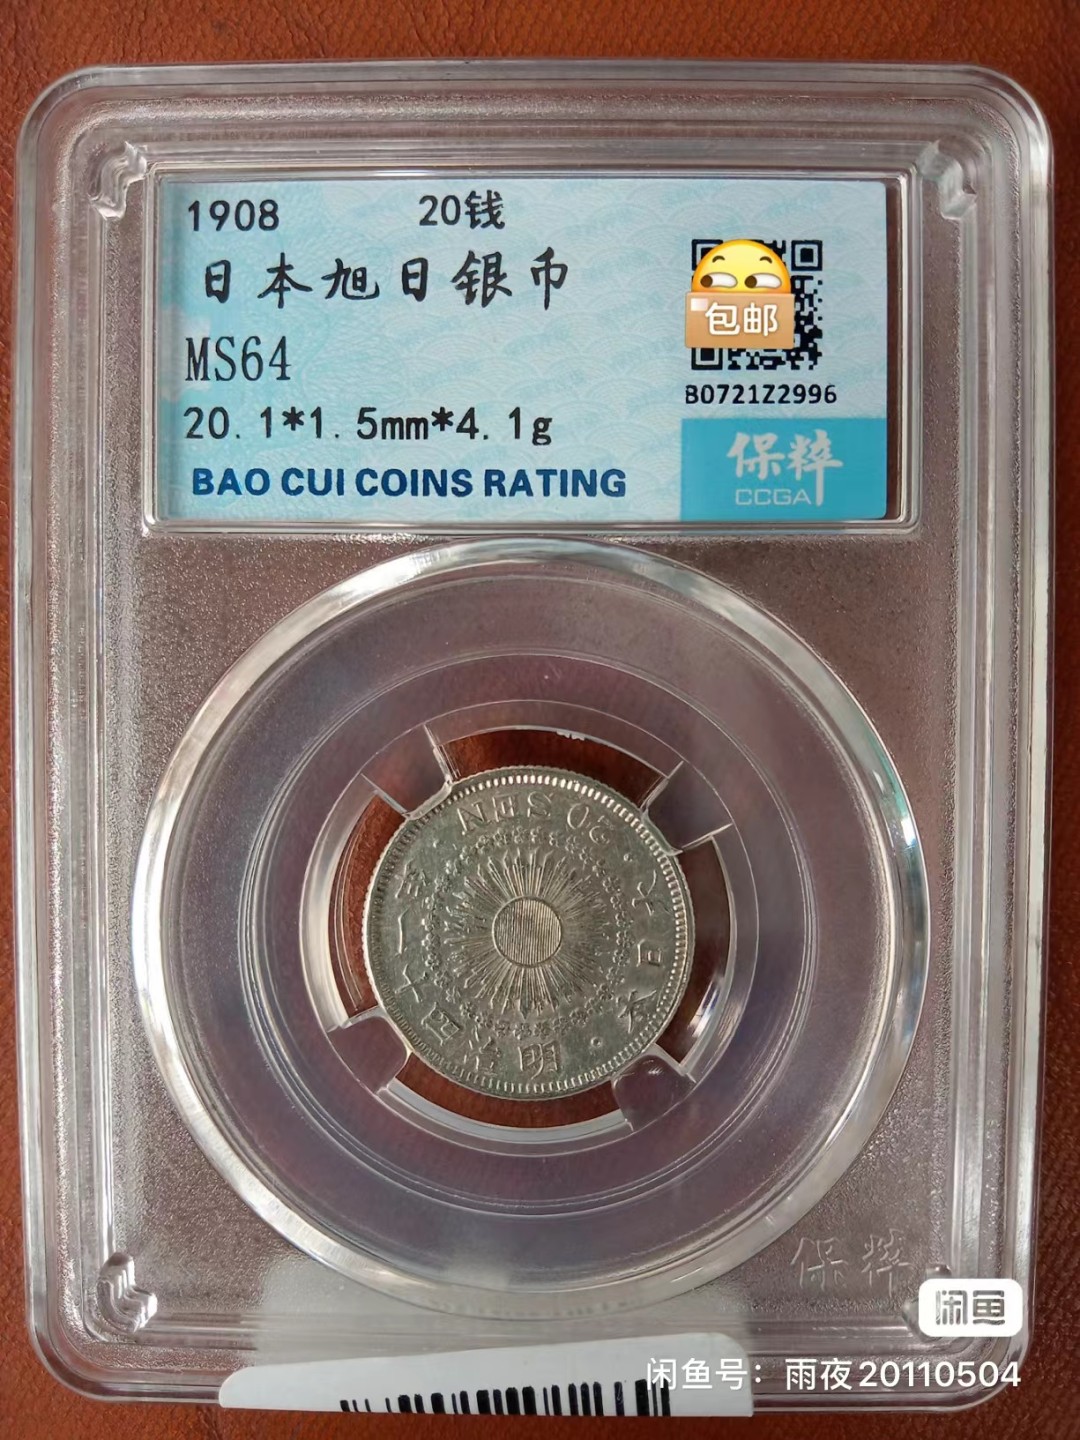 1908 20钱
日本旭日银币
MS64
20.1*1.5mm*4.1g
BAO CUI COINS RATING
包邮
B0721Z2996
保粹
CCGA
20 SEN
大日本
明治四十一年
保粹
闲鱼
闲鱼号：雨夜20110504